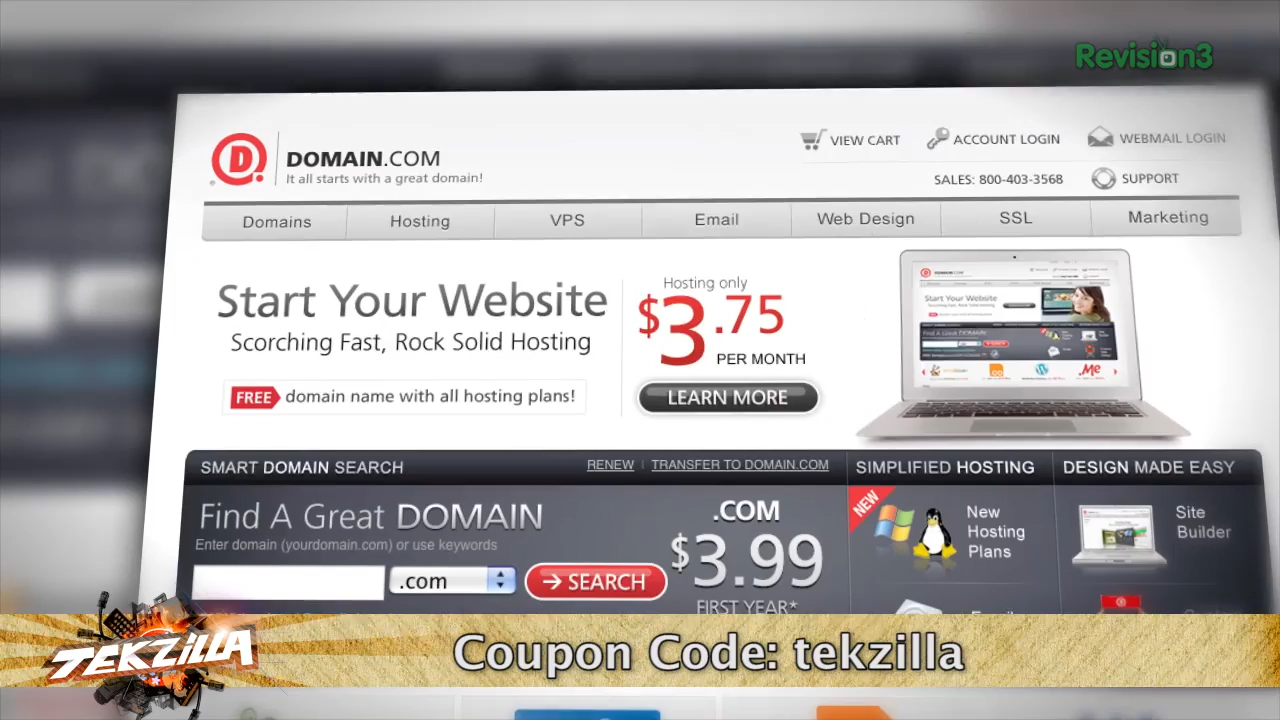 Revision3
DOMAIN.COM
It all starts with a great domain!
VIEW CART
ACCOUNT LOGIN
WEBMAIL LOGIN
SALES: 800-403-3568
SUPPORT
Domains
Hosting
VPS
Email
Web Design
SSL
Marketing
Start Your Website
Scorching Fast, Rock Solid Hosting
FREE domain name with all hosting plans!
Hosting only
$3.75
PER MONTH
LEARN MORE
SMART DOMAIN SEARCH
RENEW | TRANSFER TO DOMAIN.COM
Find A Great DOMAIN
Enter domain (yourdomain.com) or use keywords
.com
→ SEARCH
.COM
$3.99
FIRST YEAR*
SIMPLIFIED HOSTING
NEW
New
Hosting
Plans
DESIGN MADE EASY
Site
Builder
TEKZILLA
Coupon Code: tekzilla